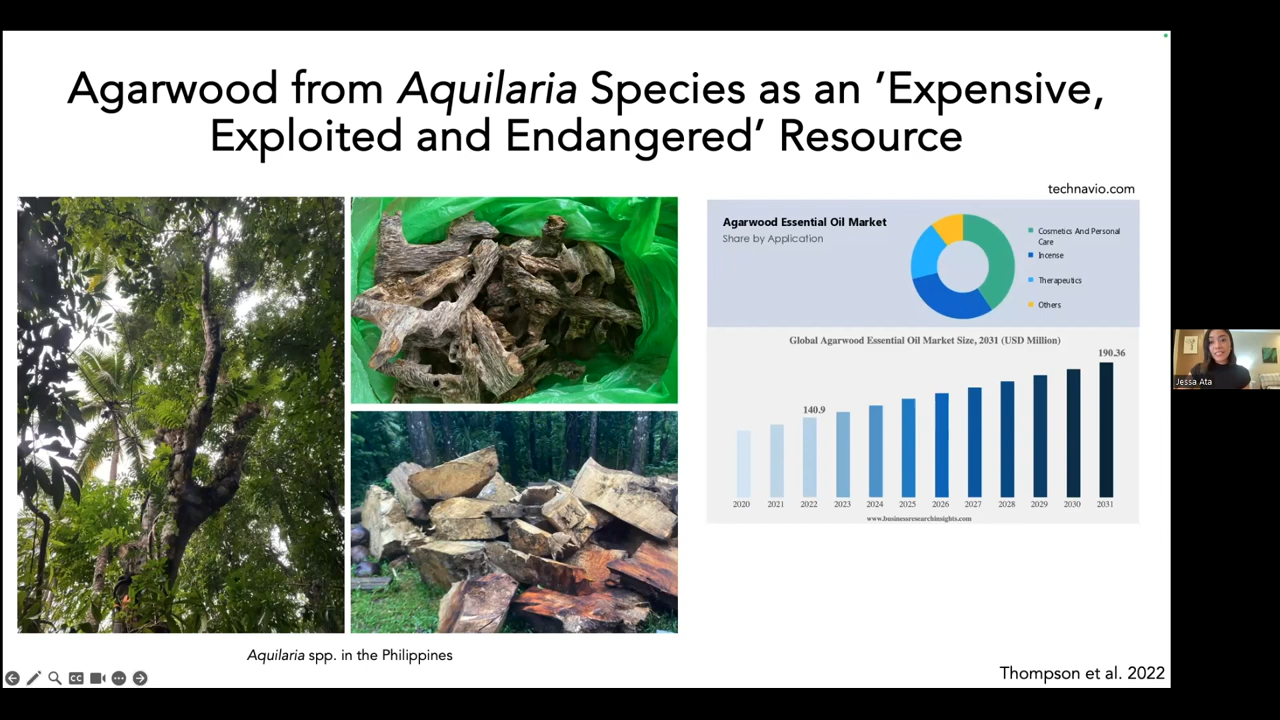 Agarwood from Aquilaria Species as an ‘Expensive,
Exploited and Endangered’ Resource
technavio.com
Agarwood Essential Oil Market
Share by Application
Cosmetics And Personal
Care
Incense
Therapeutics
Others
Global Agarwood Essential Oil Market Size, 2031 (USD Million)
190.36
140.9
2020 2021 2022 2023 2024 2025 2026 2027 2028 2029 2030 2031
www.businessresearchinsights.com
Jessa Ata
Aquilaria spp. in the Philippines
CC
Thompson et al. 2022